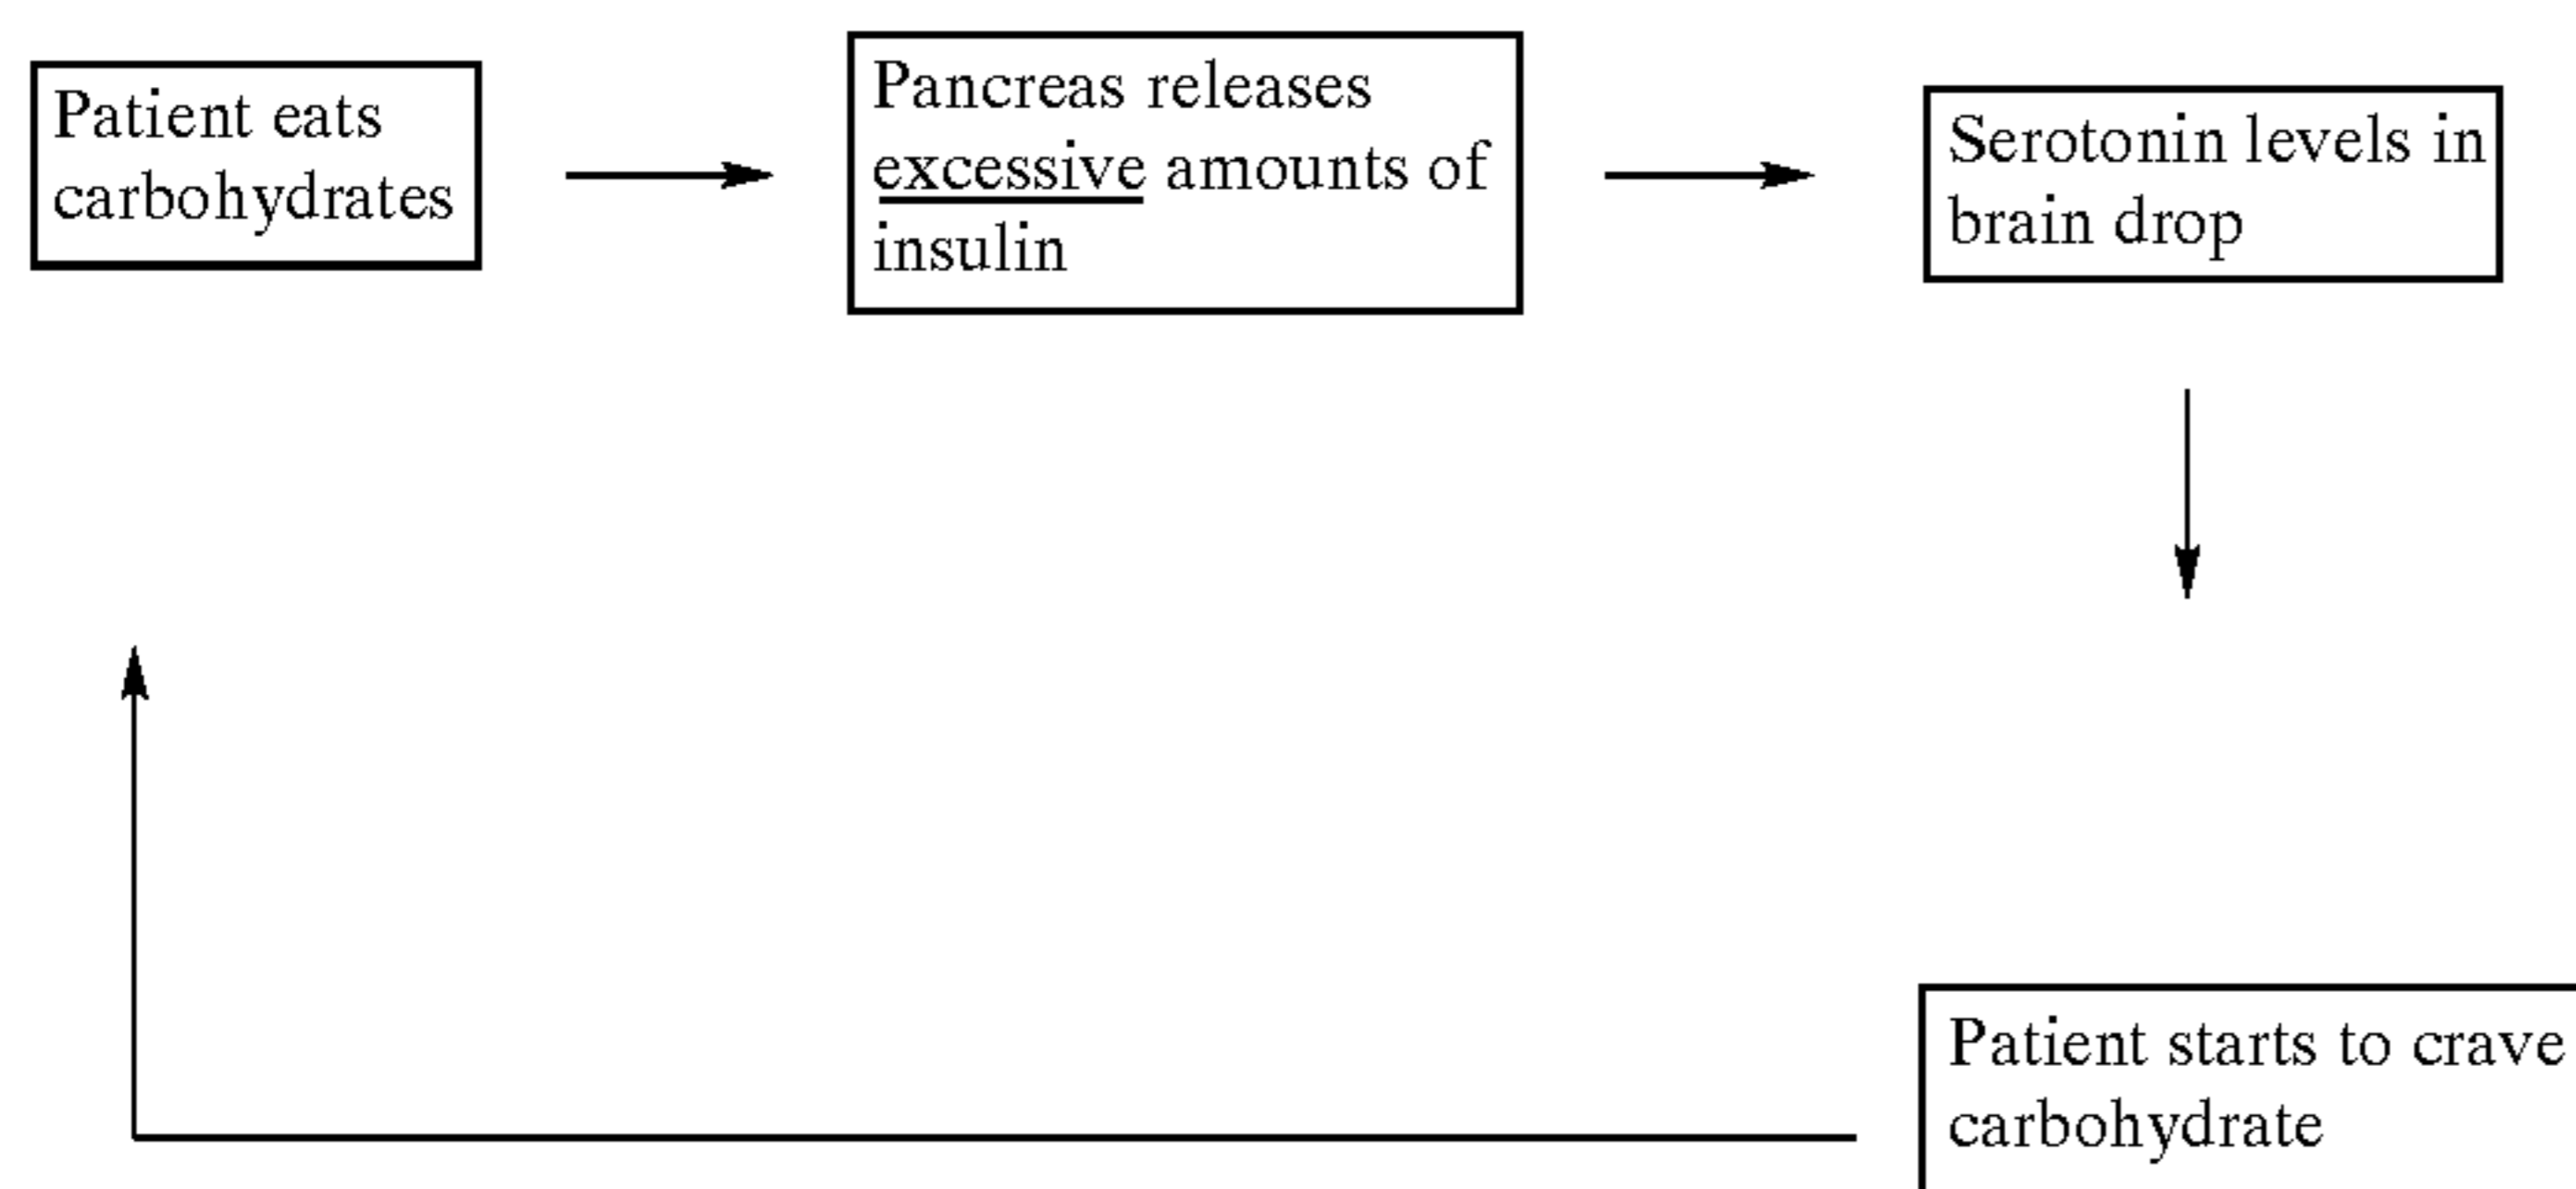 Patient eats
carbohydrates
Pancreas releases
excessive amounts of
insulin
Serotonin levels in
brain drop
Patient starts to crave
carbohydrate